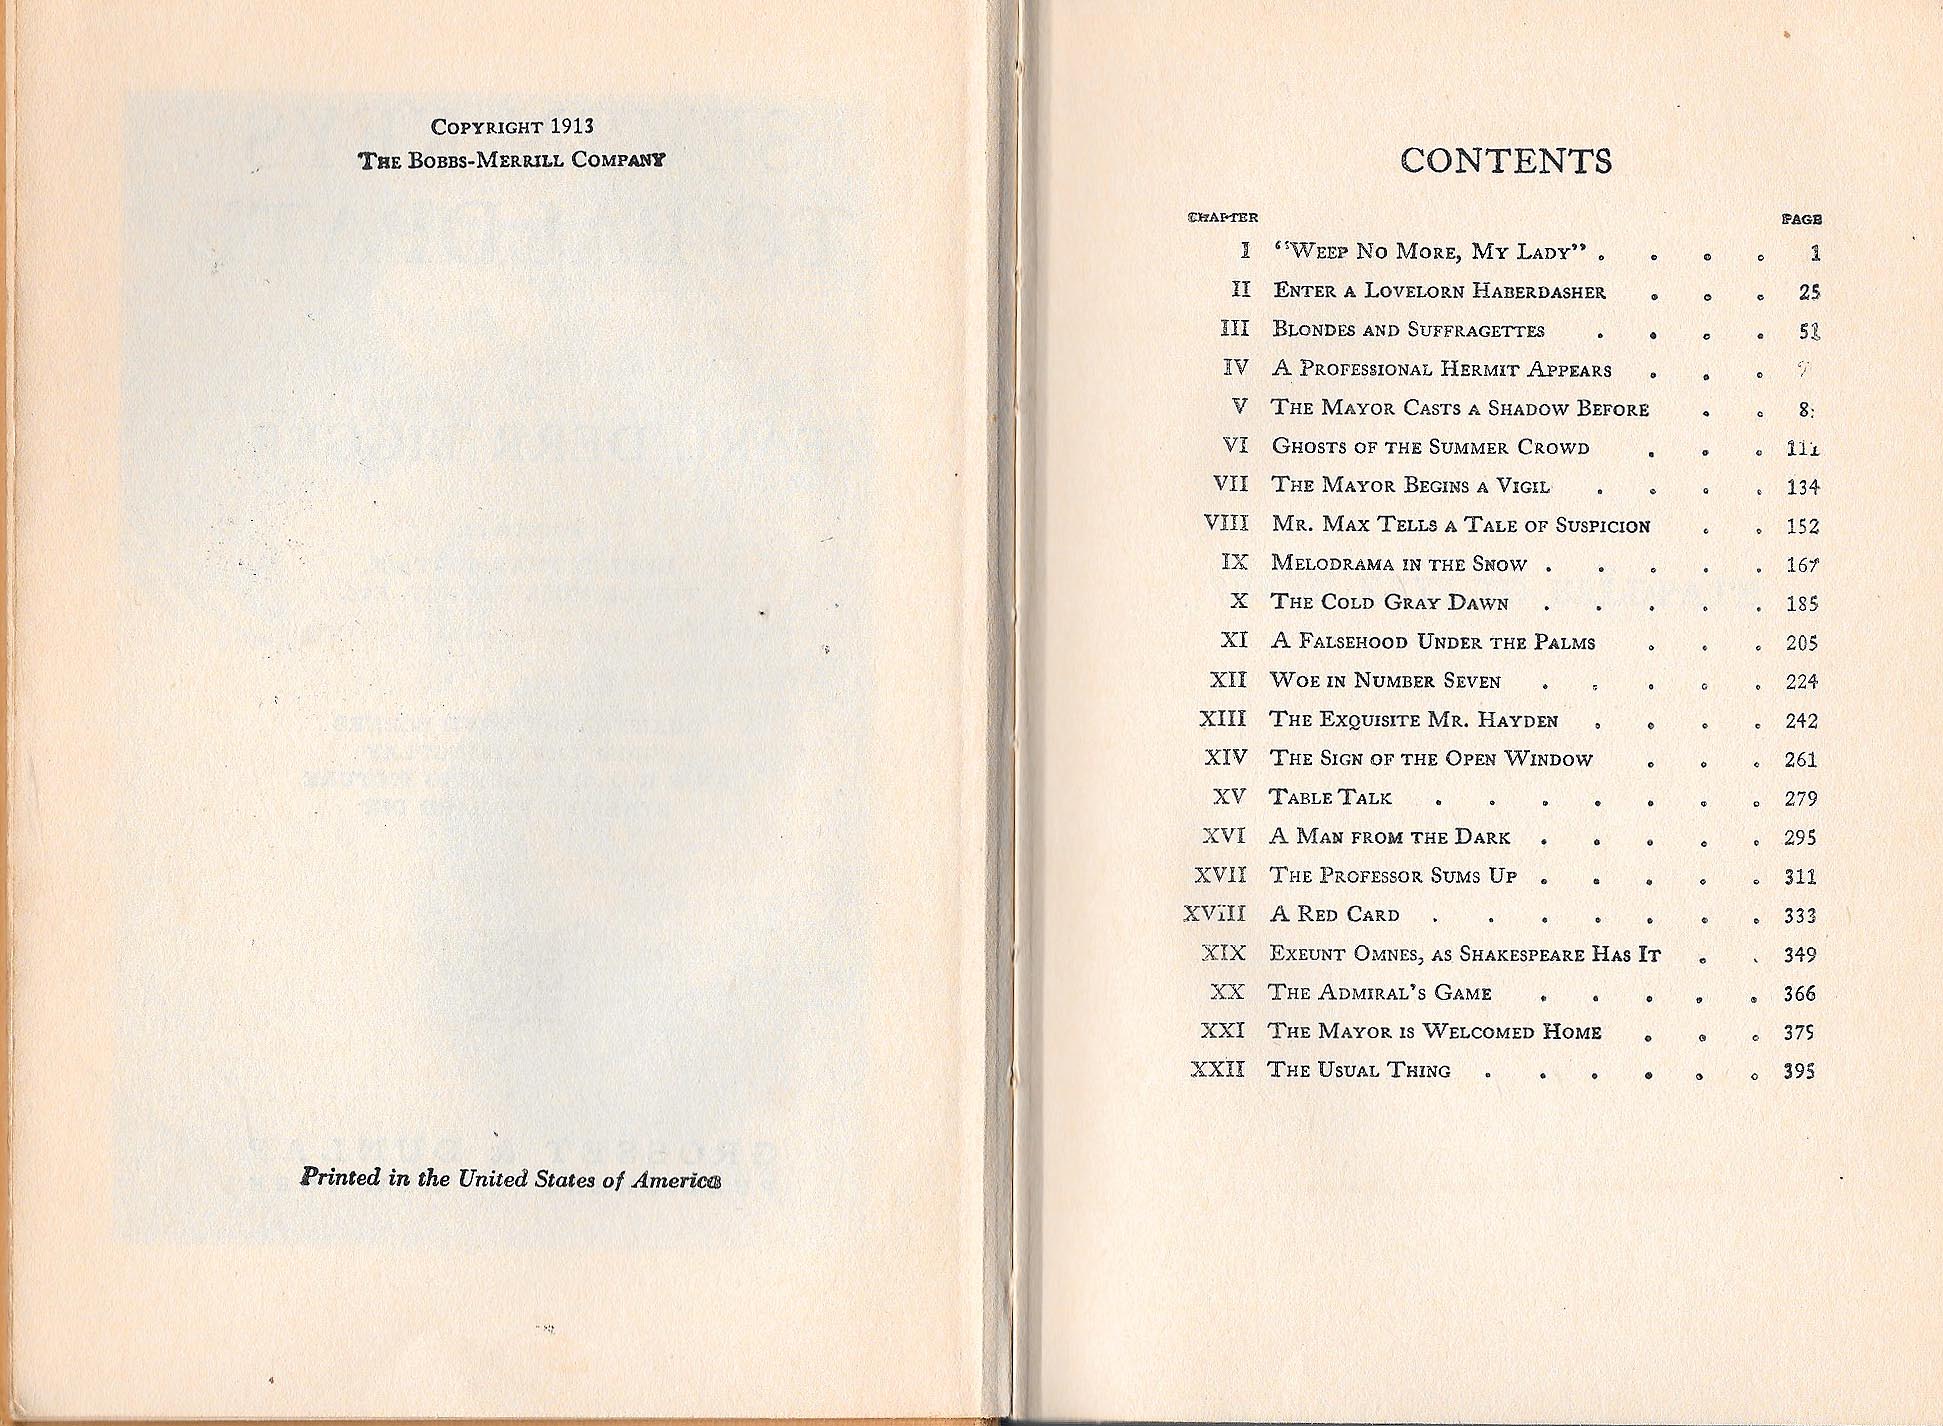 COPYRIGHT 1913
THE BOBBS-MERRILL COMPANY
Printed in the United States of America
CONTENTS
CHAPTER PAGE
I "WEEP NO MORE, MY LADY" . . . . 1
II ENTER A LOVELORN HABERDASHER . . . 25
III BLONDES AND SUFFRAGETTES . . . . 51
IV A PROFESSIONAL HERMIT APPEARS . . .
V THE MAYOR CASTS A SHADOW BEFORE . .
VI GHOSTS OF THE SUMMER CROWD . . . 111
VII THE MAYOR BEGINS A VIGIL . . . . 134
VIII MR. MAX TELLS A TALE OF SUSPICION . . 152
IX MELODRAMA IN THE SNOW . . . . . 167
X THE COLD GRAY DAWN . . . . . 185
XI A FALSEHOOD UNDER THE PALMS . . . 205
XII WOE IN NUMBER SEVEN . . . . . 224
XIII THE EXQUISITE MR. HAYDEN . . . . 242
XIV THE SIGN OF THE OPEN WINDOW . . . 261
XV TABLE TALK . . . . . . . 279
XVI A MAN FROM THE DARK . . . . . 295
XVII THE PROFESSOR SUMS UP . . . . . 311
XVIII A RED CARD . . . . . . . 333
XIX EXEUNT OMNES, AS SHAKESPEARE HAS IT . . 349
XX THE ADMIRAL'S GAME . . . . . 366
XXI THE MAYOR IS WELCOMED HOME . . . 375
XXII THE USUAL THING . . . . . . 395